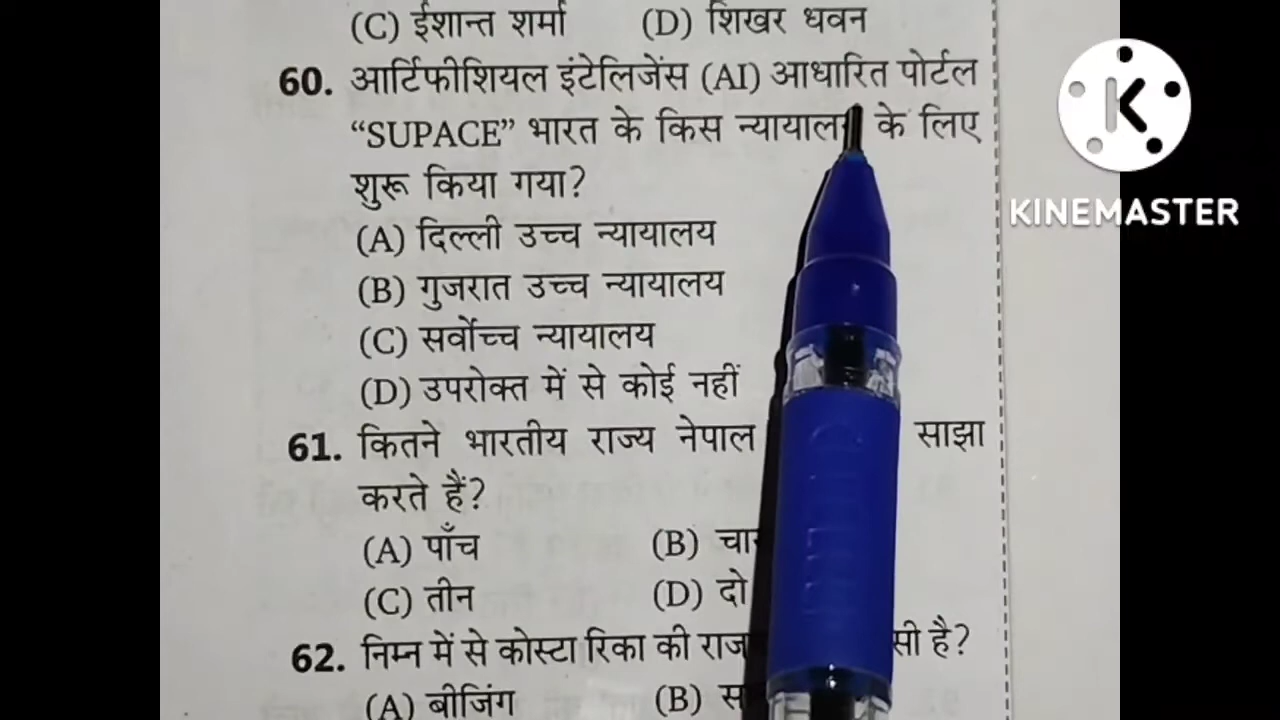 (C) ईशान्त शर्मा (D) शिखर धवन
60. आर्टिफीशियल इंटेलिजेंस (AI) आधारित पोर्टल
“SUPACE” भारत के किस न्यायालय के लिए
शुरू किया गया?
(A) दिल्ली उच्च न्यायालय
(B) गुजरात उच्च न्यायालय
(C) सर्वोच्च न्यायालय
(D) उपरोक्त में से कोई नहीं
61. कितने भारतीय राज्य नेपाल साझा
करते हैं?
(A) पाँच (B)
(C) तीन (D) दो
62. निम्न में से कोस्टा रिका की है?
(A) बीजिंग (B)
KINEMASTER